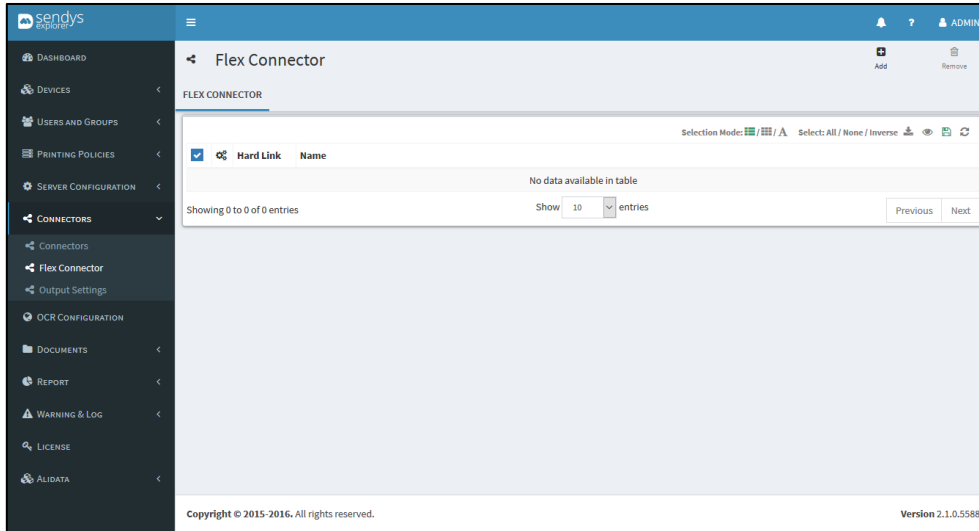 sendys
explorer
ADMIN
Flex Connector
Add
Remove
DASHBOARD
DEVICES
USERS AND GROUPS
PRINTING POLICIES
SERVER CONFIGURATION
CONNECTORS
Connectors
Flex Connector
Output Settings
OCR CONFIGURATION
DOCUMENTS
REPORT
WARNING & LOG
LICENSE
ALIDATA
FLEX CONNECTOR
Selection Mode: / / A Select: All / None / Inverse
Hard Link Name
No data available in table
Showing 0 to 0 of 0 entries Show 10 entries Previous Next
Copyright © 2015-2016. All rights reserved. Version 2.1.0.5588